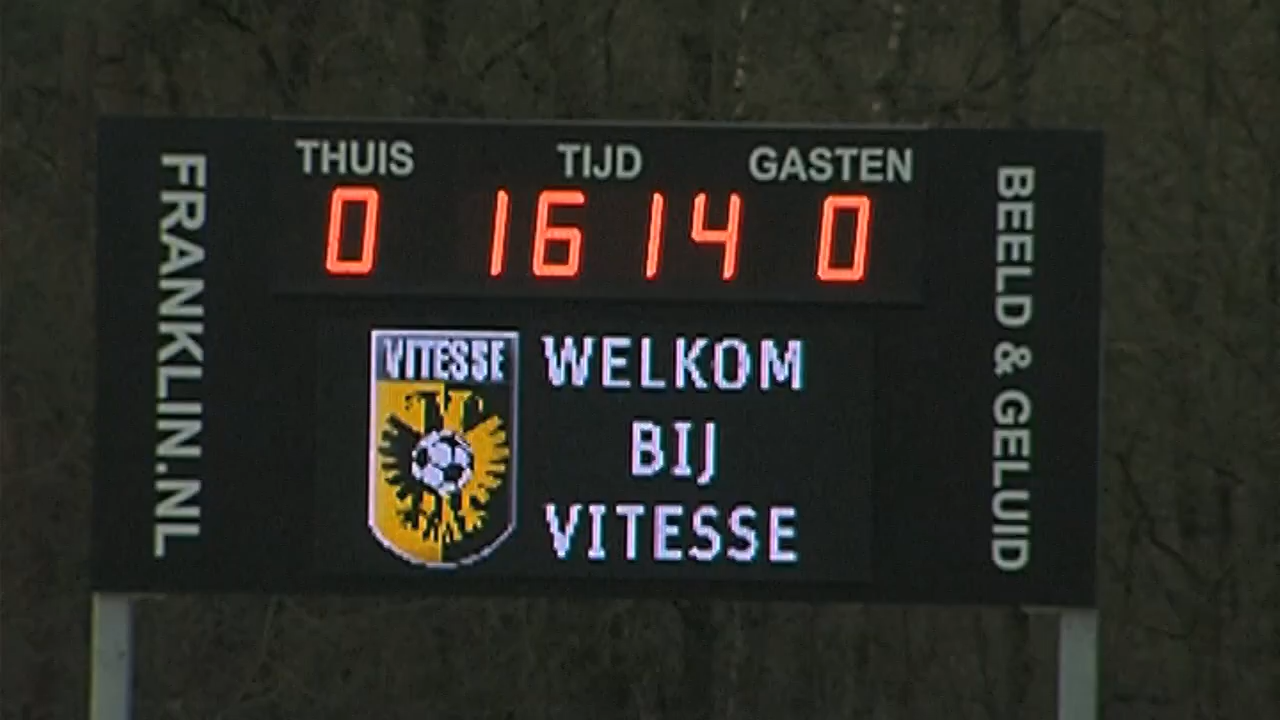 THUIS TIJD GASTEN
0 16 14 0
FRANKLIN.NL
VITESSE
WELKOM
BIJ
VITESSE
BEELD & GELUID